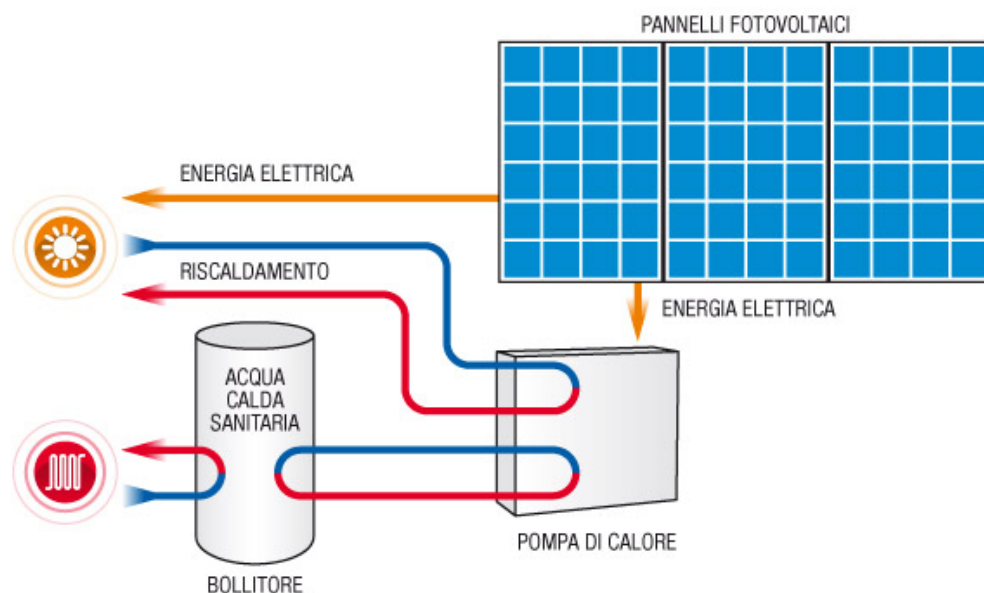 PANNELLI FOTOVOLTAICI
ENERGIA ELETTRICA
RISCALDAMENTO
ENERGIA ELETTRICA
ACQUA
CALDA
SANITARIA
POMPA DI CALORE
BOLLITORE